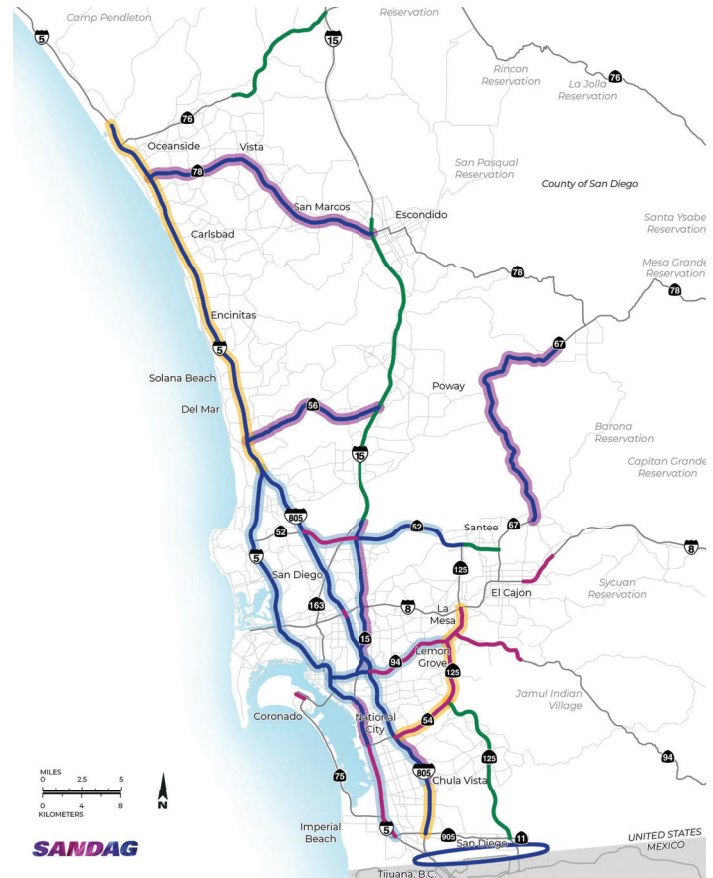 Camp Pendleton
Reservation
5
15
Rincon
Reservation
76
La Jolla
Reservation
76
Oceanside
Vista
78
San Pasqual
Reservation
County of San Diego
San Marcos
Escondido
Santa Ysabel
Reservation
Carlsbad
Mesa Grande
Reservation
78
78
Encinitas
5
67
Solana Beach
Poway
Del Mar
56
Barona
Reservation
15
Capitan Grande
Reservation
805
52
52
Santee
67
8
5
San Diego
125
El Cajon
Sycuan
Reservation
163
8
La
Mesa
15
94
Lemon
Grove
125
Jamul Indian
Village
Coronado
National
City
54
125
94
75
805
Chula Vista
MILES
0
2.5
5
0
4
8
KILOMETERS
N
Imperial
Beach
5
905
San Diego
11
UNITED STATES
MEXICO
SANDAG
Tijuana, B.C.